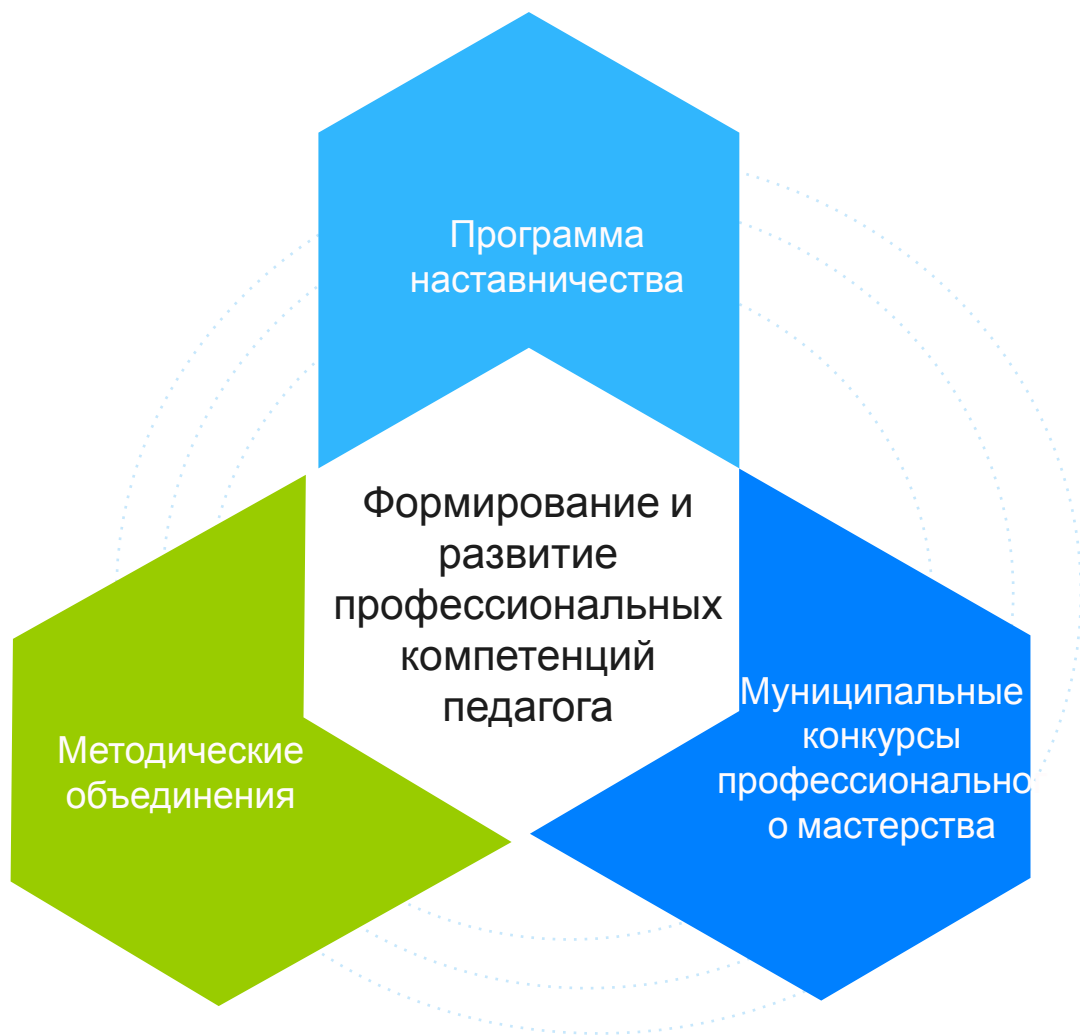 Программа
наставничества
Формирование и
развитие
профессиональных
компетенций
педагога
Методические
объединения
Муниципальные
конкурсы
профессионально
о мастерства